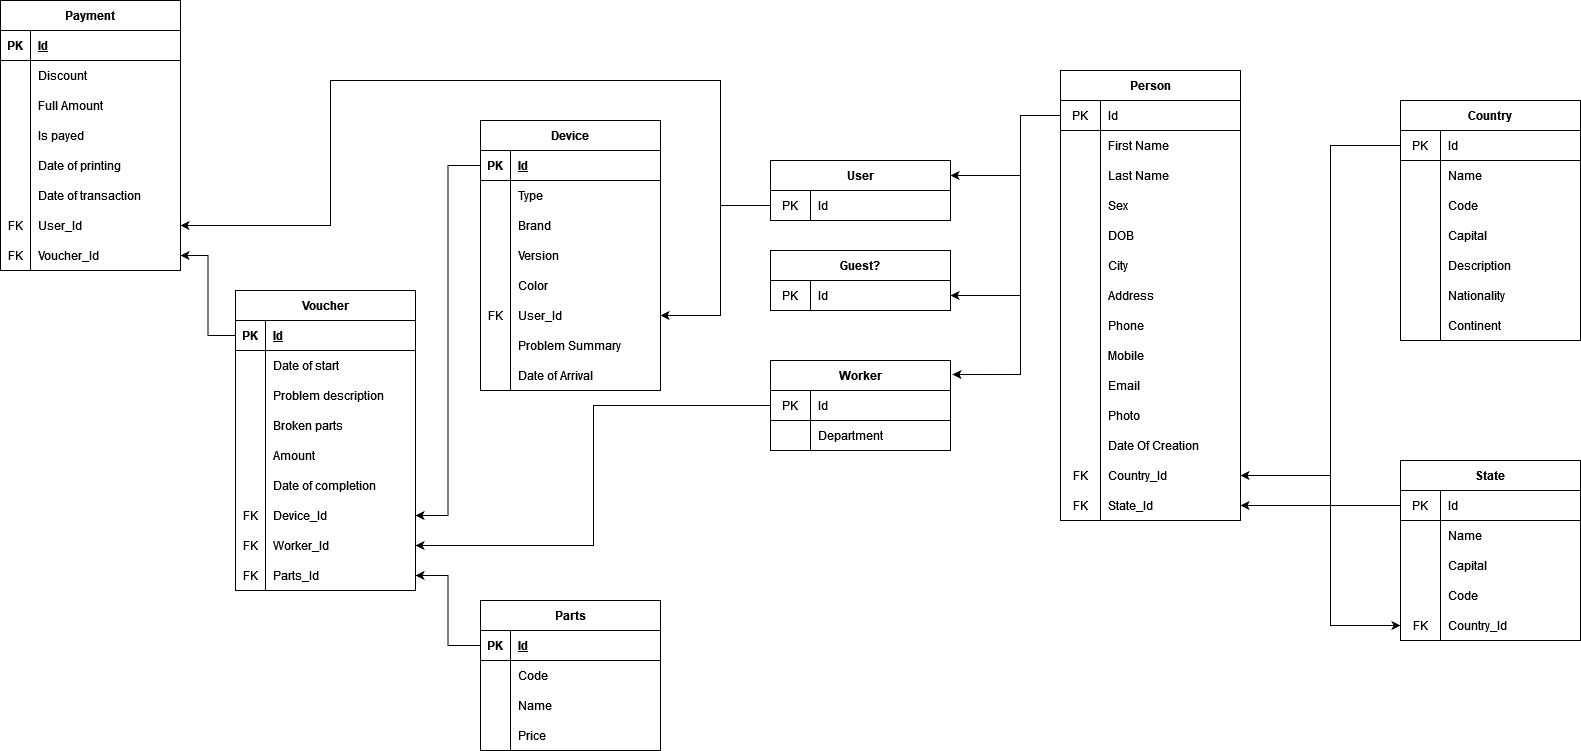 Payment
PK Id
Discount
Full Amount
Is payed
Date of printing
Date of transaction
FK User_Id
FK Voucher_Id
Voucher
PK Id
Date of start
Problem description
Broken parts
Amount
Date of completion
FK Device_Id
FK Worker_Id
FK Parts_Id
Device
PK Id
Type
Brand
Version
Color
FK User_Id
Problem Summary
Date of Arrival
Parts
PK Id
Code
Name
Price
User
PK Id
Guest?
PK Id
Worker
PK Id
Department
Person
PK Id
First Name
Last Name
Sex
DOB
City
Address
Phone
Mobile
Email
Photo
Date Of Creation
FK Country_Id
FK State_Id
Country
PK Id
Name
Code
Capital
Description
Nationality
Continent
State
PK Id
Name
Capital
Code
FK Country_Id